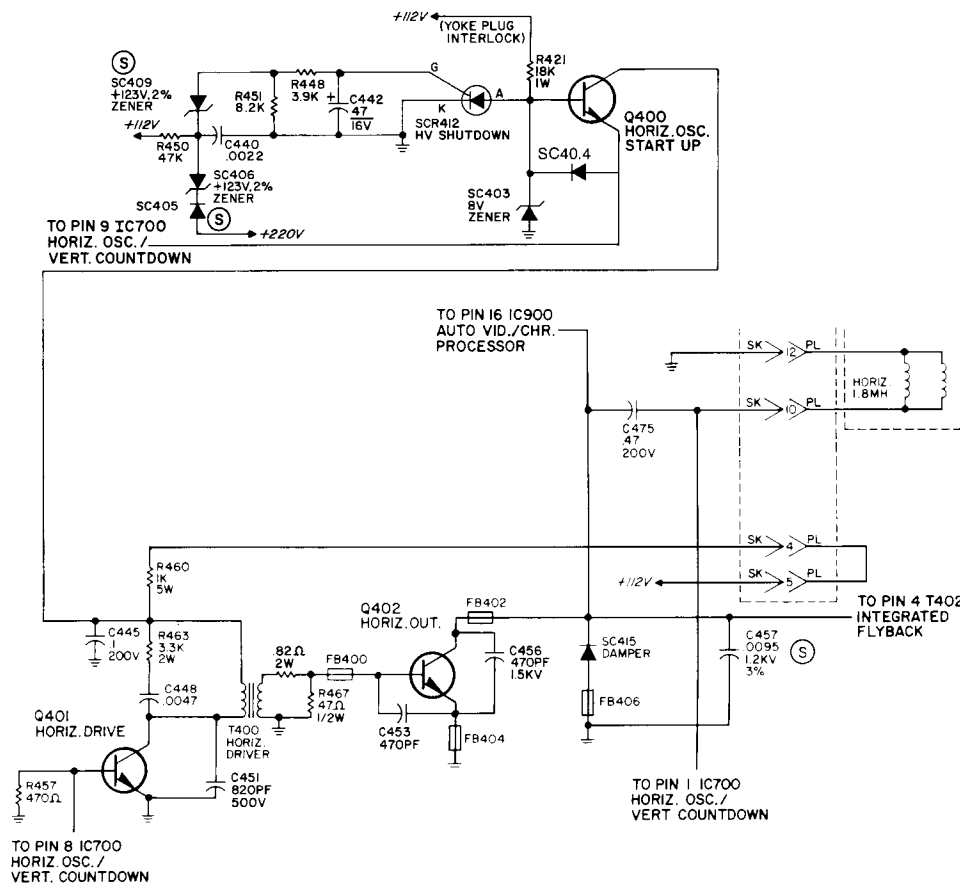 +112V
(YOKE PLUG
INTERLOCK)
S
SC409
+123V,2%
ZENER
R451
8.2K
R448
3.9K
+
C442
47
16V
G
K
A
SCR412
HV SHUTDOWN
R421
18K
1W
Q400
HORIZ. OSC.
START UP
+112V
R450
47K
C440
.0022
SC406
+123V,2%
ZENER
SC405
S
+220V
SC40.4
SC403
8V
ZENER
TO PIN 9 IC700
HORIZ. OSC./
VERT. COUNTDOWN
TO PIN 16 IC900
AUTO VID./CHR.
PROCESSOR
SK
12
PL
SK
10
PL
HORIZ.
1.8MH
C475
.47
200V
SK
4
PL
SK
5
PL
+112V
R460
1K
5W
C445
.1
200V
R463
3.3K
2W
C448
.0047
Q401
HORIZ. DRIVE
R457
470Ω
TO PIN 8 IC700
HORIZ. OSC./
VERT. COUNTDOWN
C451
820PF
500V
T400
HORIZ.
DRIVER
.82Ω
2W
FB400
R467
47Ω
1/2W
Q402
HORIZ. OUT.
FB402
C456
470PF
1.5KV
C453
470PF
FB404
SC415
DAMPER
FB406
C457
.0095
1.2KV
3%
S
TO PIN 4 T402
INTEGRATED
FLYBACK
TO PIN 1 IC700
HORIZ. OSC./
VERT COUNTDOWN